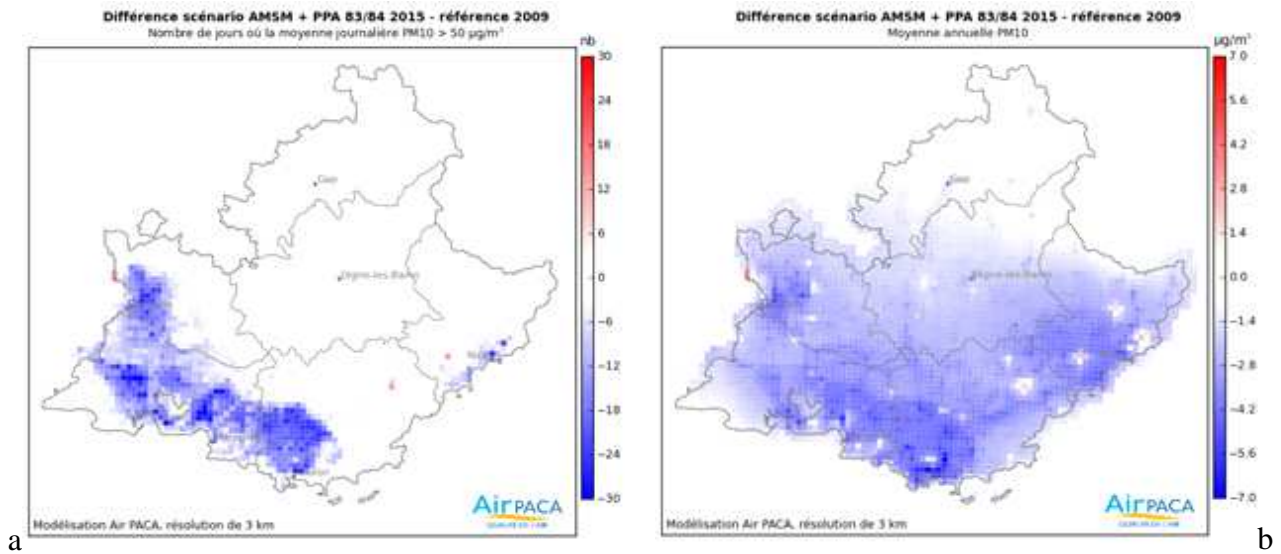 Différence scénario AMSM + PPA 83/84 2015 - référence 2009
Nombre de jours où la moyenne journalière PM10 > 50 µg/m³
nb
30
24
18
12
6
0
−6
−12
−18
−24
−30
Gap
Digne-les-Bains
AirPACA
Modélisation Air PACA, résolution de 3 km
a
Différence scénario AMSM + PPA 83/84 2015 - référence 2009
Moyenne annuelle PM10
µg/m³
7.0
5.6
4.2
2.8
1.4
0.0
−1.4
−2.8
−4.2
−5.6
−7.0
Gap
Digne-les-Bains
AirPACA
Modélisation Air PACA, résolution de 3 km
b